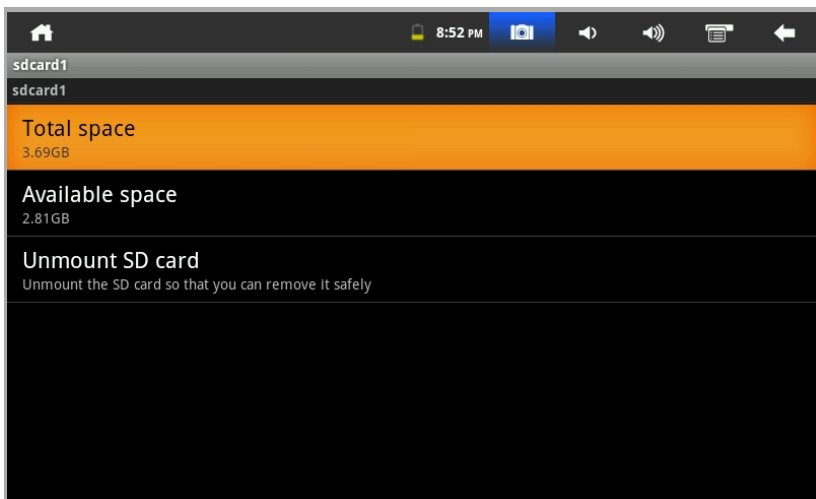 8:52 PM
sdcard1
sdcard1
Total space
3.69GB
Available space
2.81GB
Unmount SD card
Unmount the SD card so that you can remove it safely